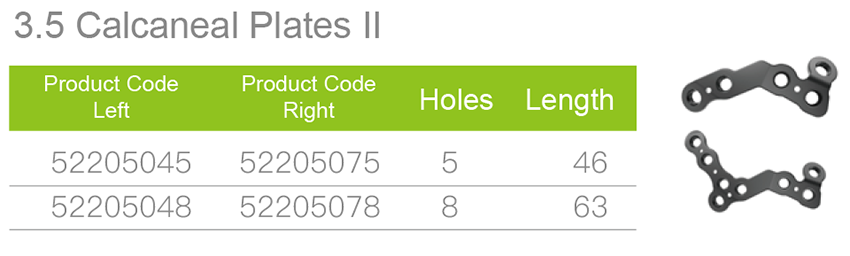 3.5 Calcaneal Plates II
Product Code Left Product Code Right Holes Length
52205045 52205075 5 46
52205048 52205078 8 63